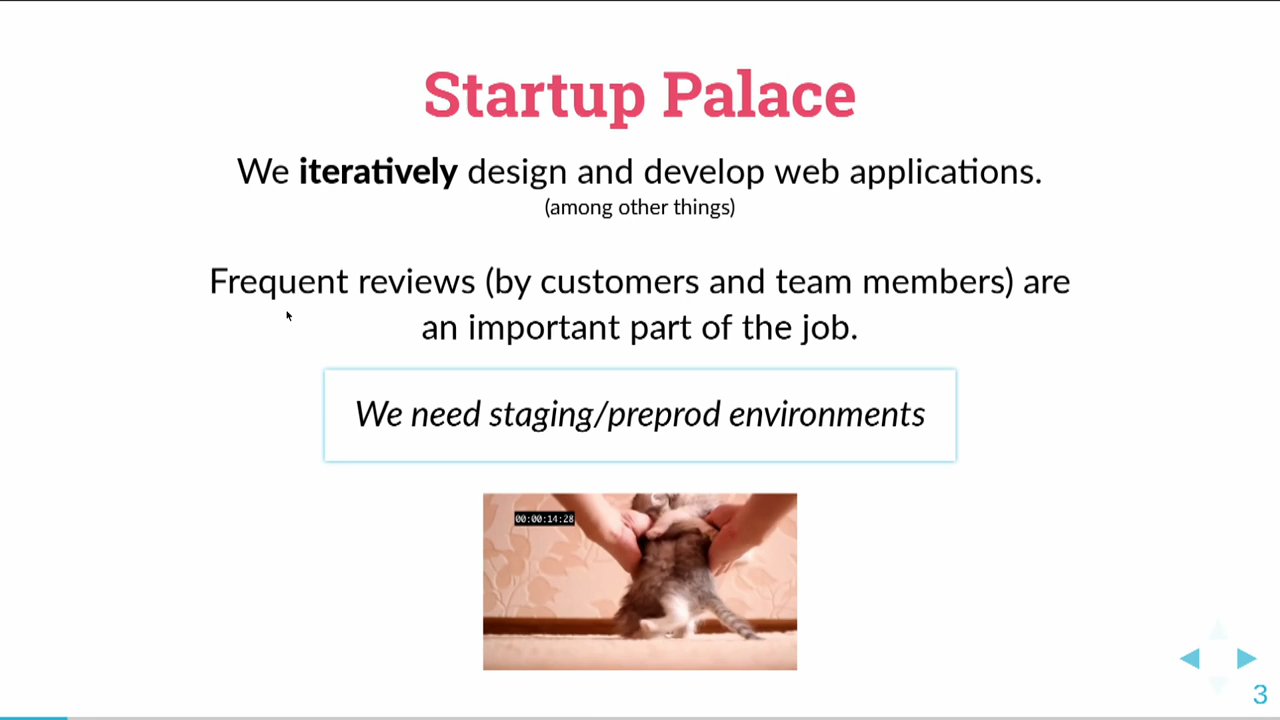 Startup Palace
We iteratively design and develop web applications.
(among other things)
Frequent reviews (by customers and team members) are
an important part of the job.
We need staging/preprod environments
00:00:14:28
3